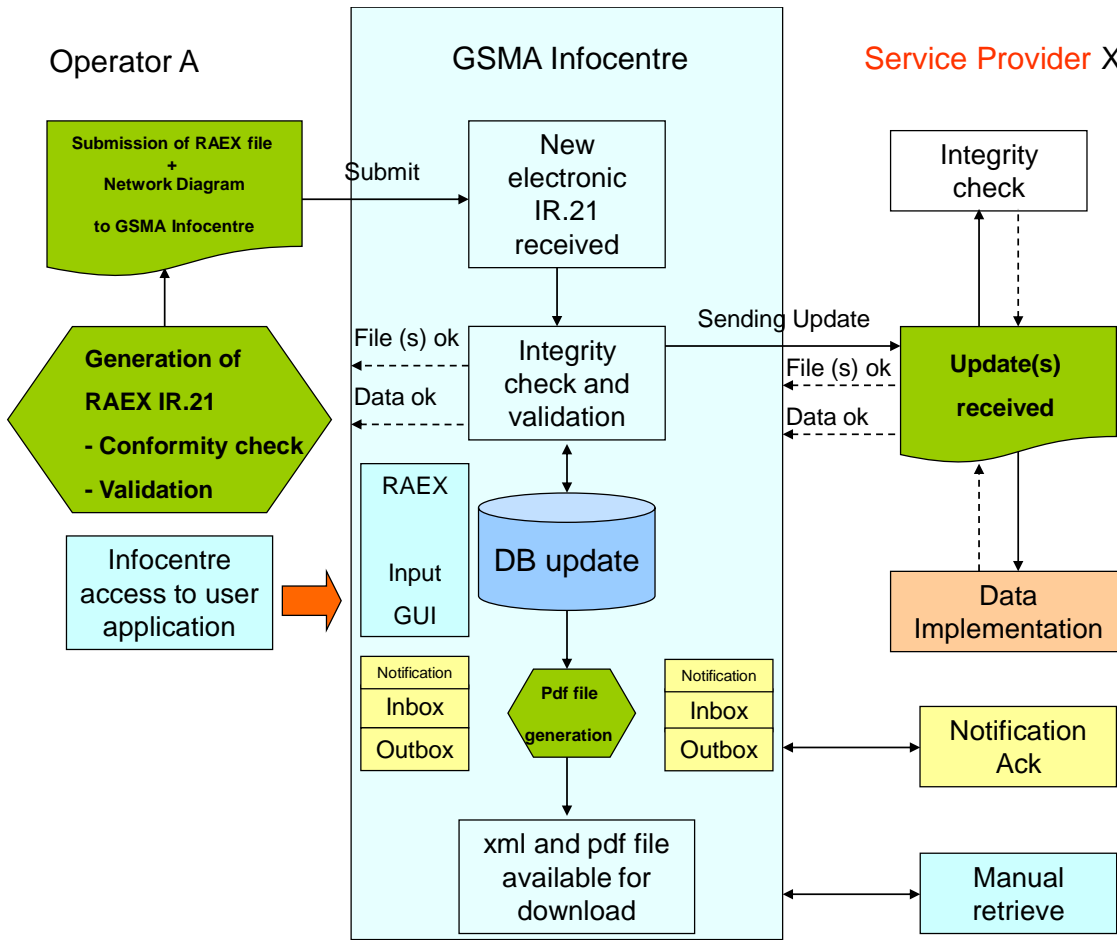 Operator A
GSMA Infocentre
Service Provider X
Submission of RAEX file
+
Network Diagram
to GSMA Infocentre
Submit
New
electronic
IR.21
received
Integrity
check
Generation of
RAEX IR.21
- Conformity check
- Validation
File (s) ok
Data ok
Integrity
check and
validation
Sending Update
File (s) ok
Data ok
Update(s)
received
RAEX
Input
GUI
DB update
Infocentre
access to user
application
Data
Implementation
Notification
Inbox
Outbox
Pdf file
generation
Notification
Inbox
Outbox
Notification
Ack
xml and pdf file
available for
download
Manual
retrieve